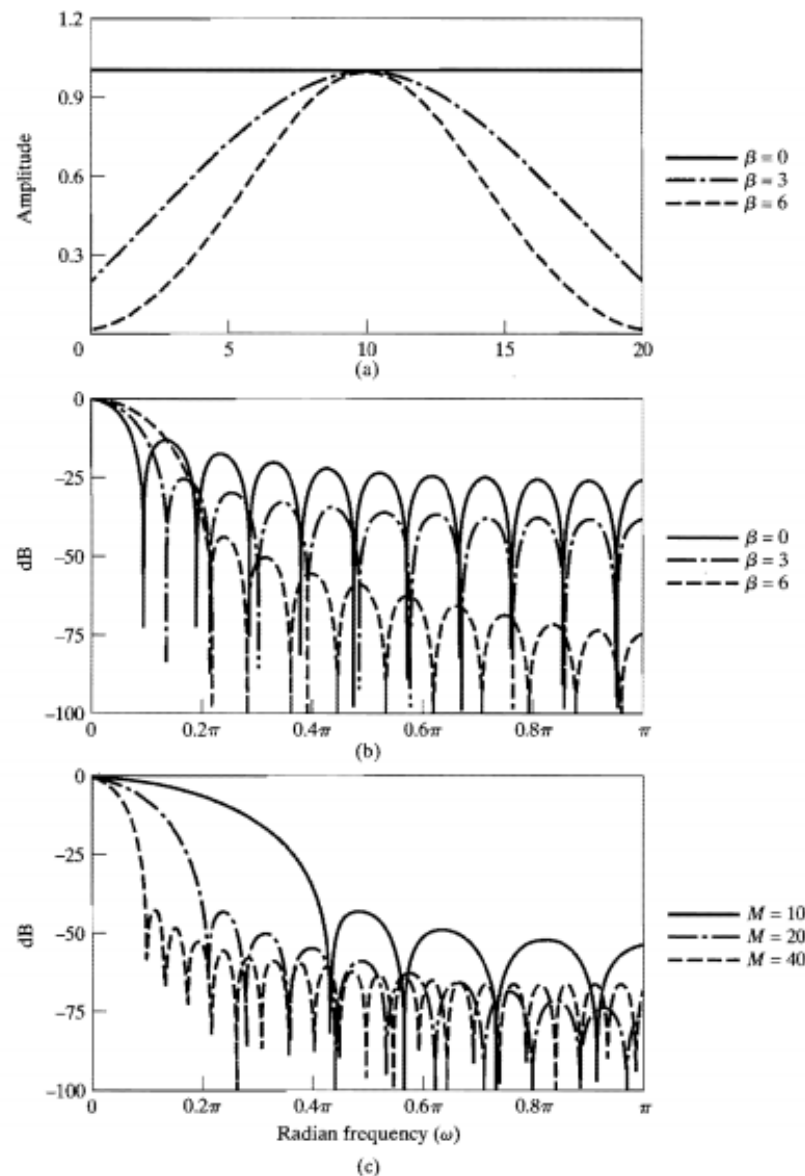 1.2
0.9
Amplitude
0.6
0.3
0
5
10
15
20
β = 0
β = 3
β = 6
(a)
0
−25
dB
−50
−75
−100
0
0.2π
0.4π
0.6π
0.8π
π
β = 0
β = 3
β = 6
(b)
0
−25
dB
−50
−75
−100
0
0.2π
0.4π
0.6π
0.8π
π
M = 10
M = 20
M = 40
Radian frequency (ω)
(c)